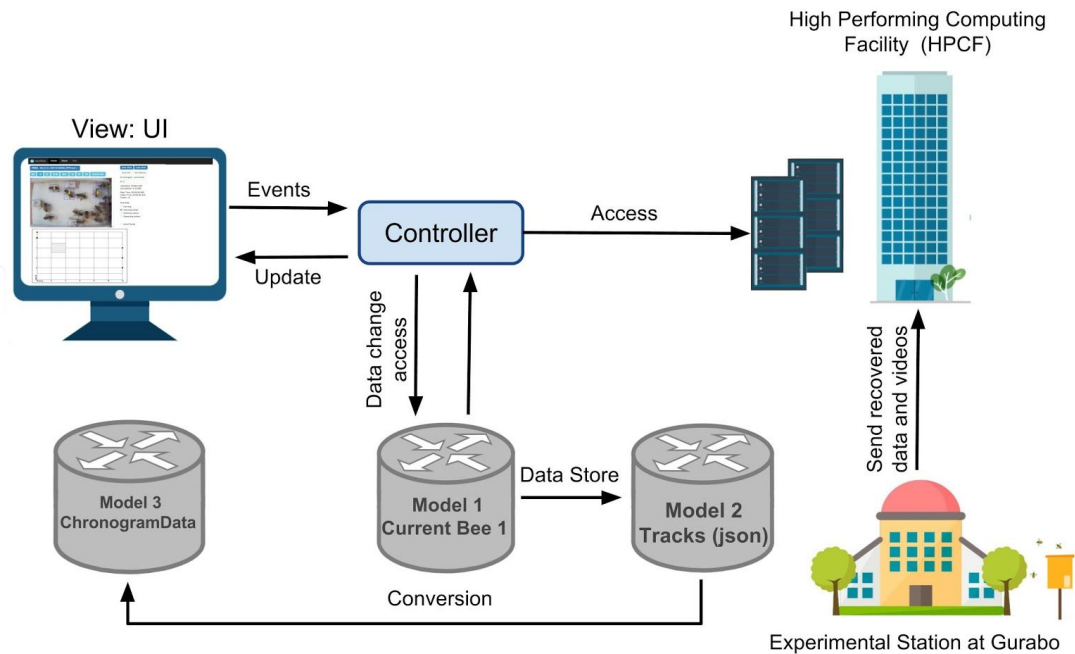 High Performing Computing
Facility (HPCF)
View: UI
Events
Update
Controller
Access
Data change
access
Send recovered
data and videos
Model 3
ChronogramData
Model 1
Current Bee 1
Data Store
Model 2
Tracks (json)
Conversion
Experimental Station at Gurabo